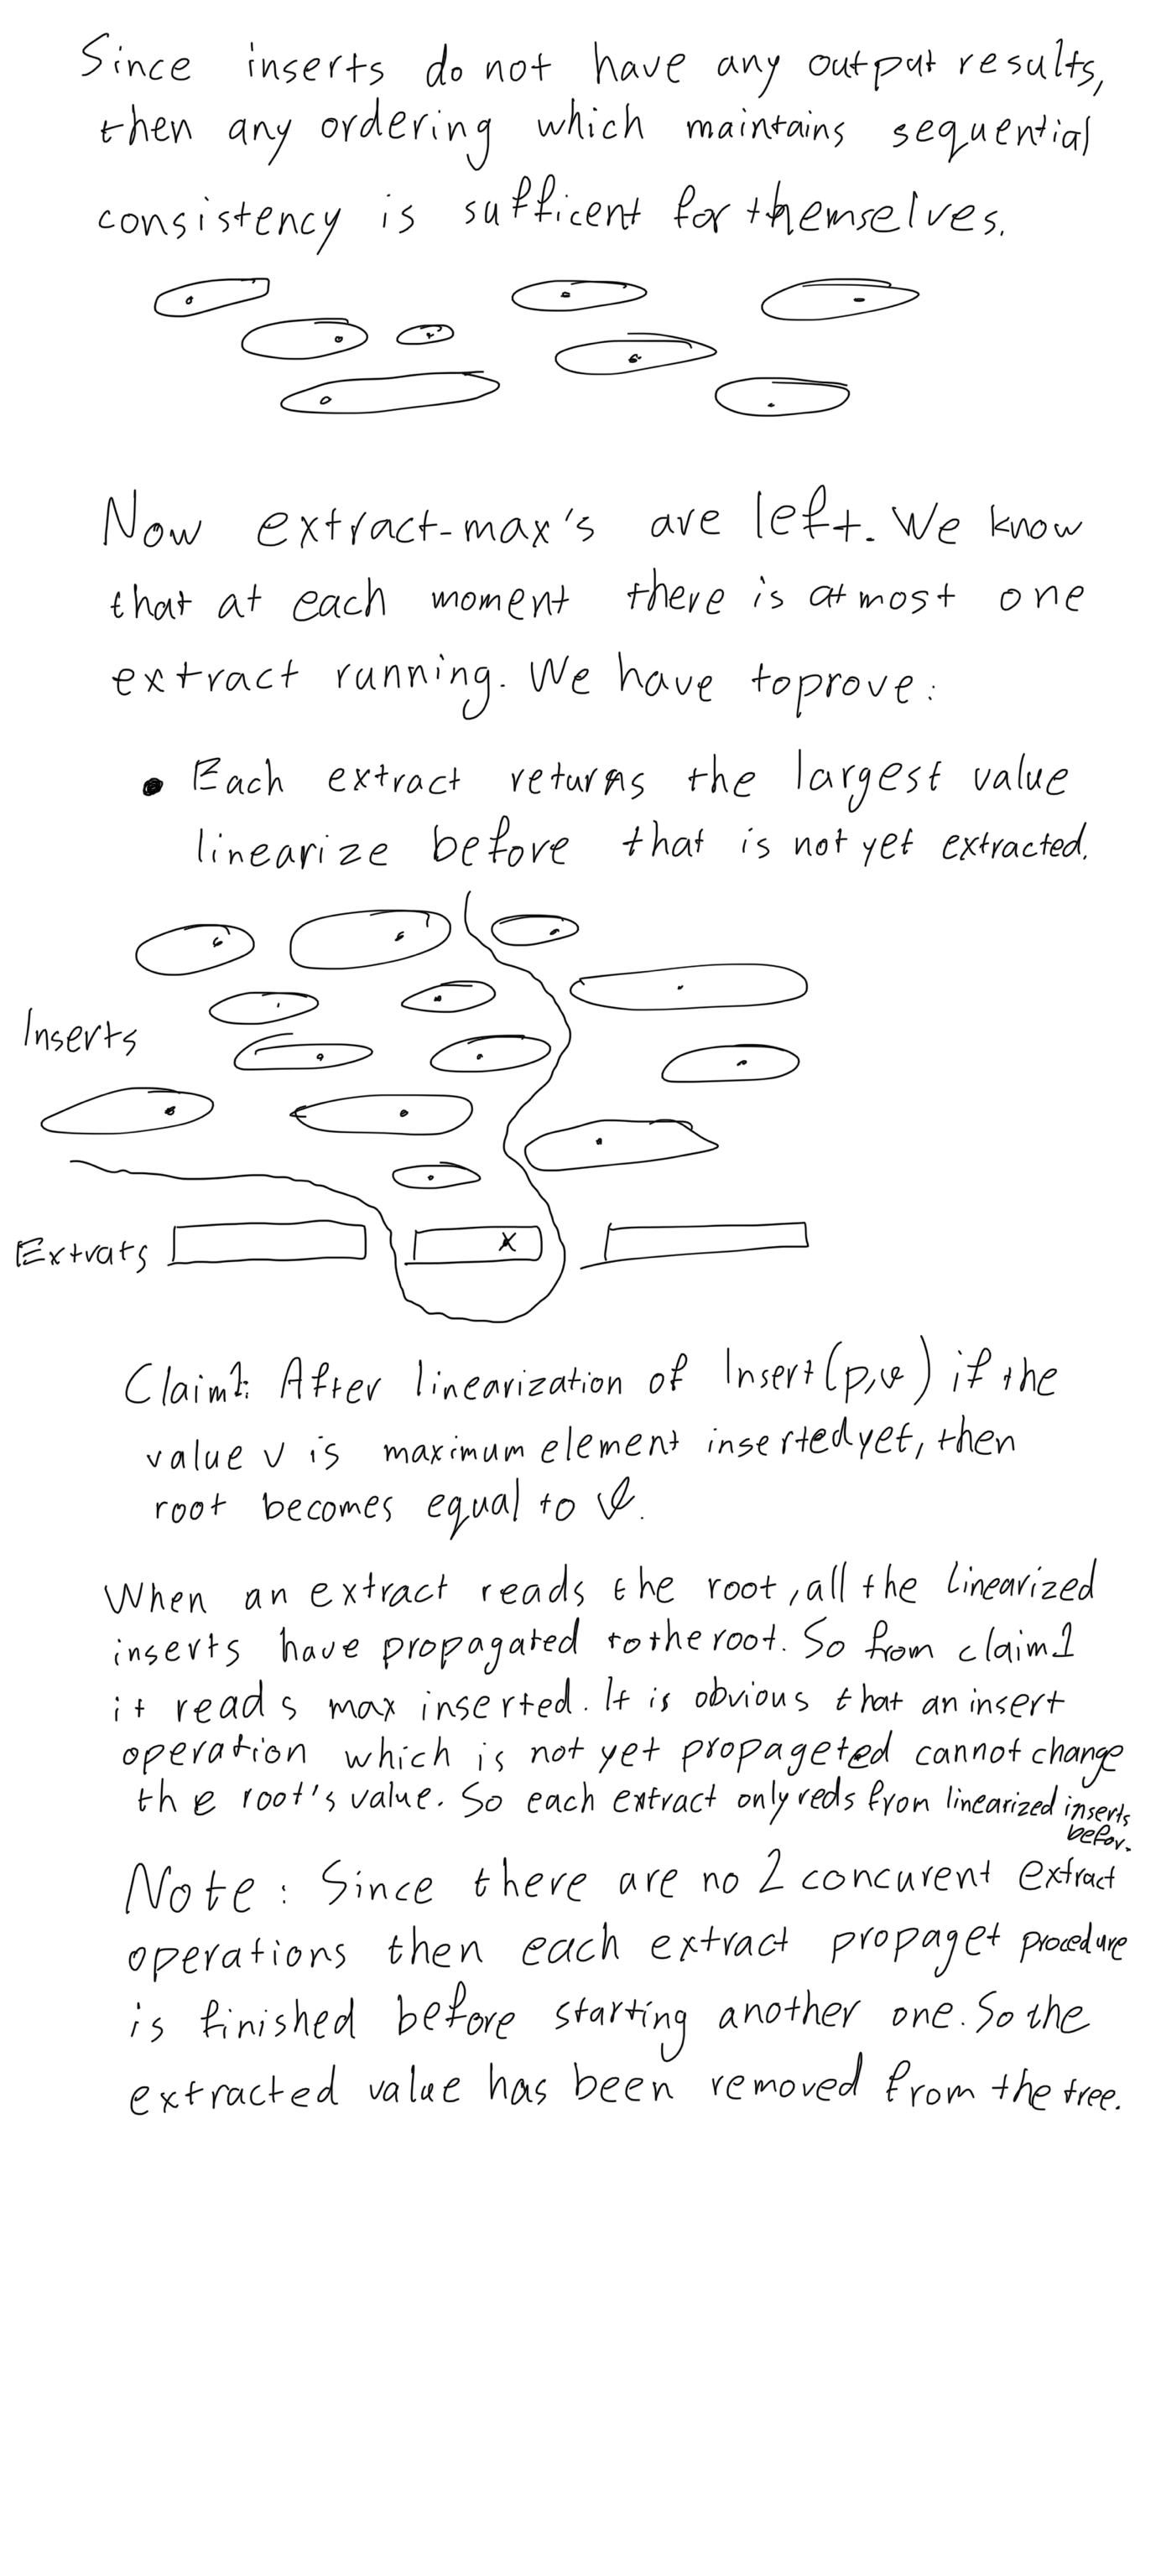 Since inserts do not have any output results,
then any ordering which maintains sequential
consistency is sufficent for themselves.
Now extract-max's are left. We know
that at each moment there is at most one
extract running. We have to prove:
• Each extract returns the largest value
linearize before that is not yet extracted.
Inserts
Extrats
x
Claim1: After linearization of Insert(p,v) if the
value v is maximum element inserted yet, then
root becomes equal to v.
When an extract reads the root, all the linearized
inserts have propagated to the root. So from claim1
it reads max inserted. It is obvious that an insert
operation which is not yet propageted cannot change
the root's value. So each extract only reds from linearized inserts
befor.
Note: Since there are no 2 concurent extract
operations then each extract propaget procedure
is finished before starting another one. So the
extracted value has been removed from the tree.